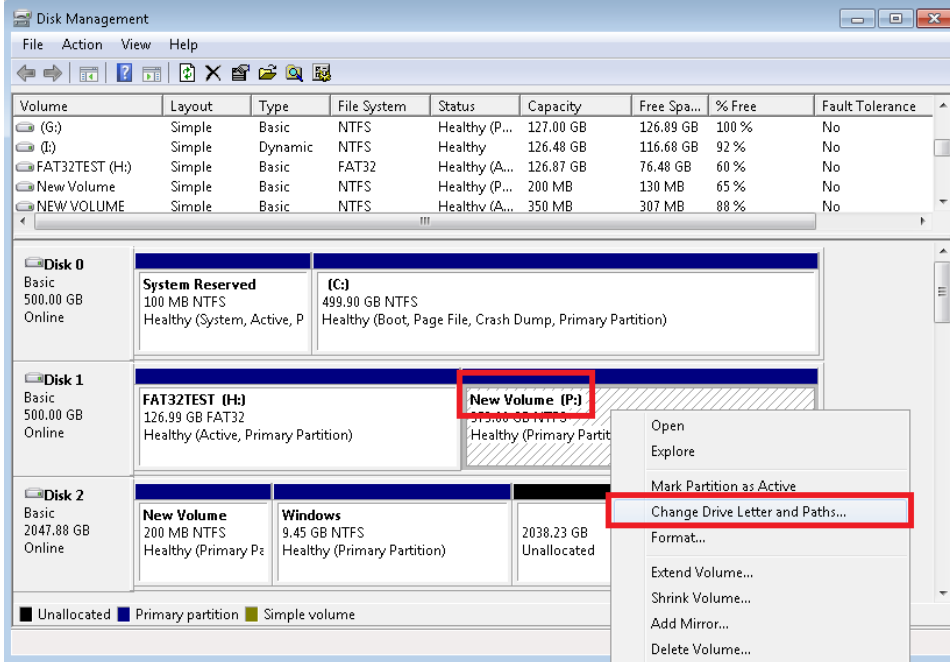 Disk Management
File Action View Help
Volume Layout Type File System Status Capacity Free Spa... % Free Fault Tolerance
(G:) Simple Basic NTFS Healthy (P... 127.00 GB 126.89 GB 100 % No
(I:) Simple Dynamic NTFS Healthy 126.48 GB 116.68 GB 92 % No
FAT32TEST (H:) Simple Basic FAT32 Healthy (A... 126.87 GB 76.48 GB 60 % No
New Volume Simple Basic NTFS Healthy (P... 200 MB 130 MB 65 % No
NEW VOLUME Simple Basic NTFS Healthy (A... 350 MB 307 MB 88 % No
Disk 0
Basic
500.00 GB
Online
System Reserved
100 MB NTFS
Healthy (System, Active, P
(C:)
499.90 GB NTFS
Healthy (Boot, Page File, Crash Dump, Primary Partition)
Disk 1
Basic
500.00 GB
Online
FAT32TEST (H:)
126.99 GB FAT32
Healthy (Active, Primary Partition)
New Volume (P:)
GB NTFS
Healthy (Primary Partit
Open
Explore
Mark Partition as Active
Change Drive Letter and Paths...
Format...
Extend Volume...
Shrink Volume...
Add Mirror...
Delete Volume...
Disk 2
Basic
2047.88 GB
Online
New Volume
200 MB NTFS
Healthy (Primary Pa
Windows
9.45 GB NTFS
Healthy (Primary Partition)
2038.23 GB
Unallocated
Unallocated Primary partition Simple volume